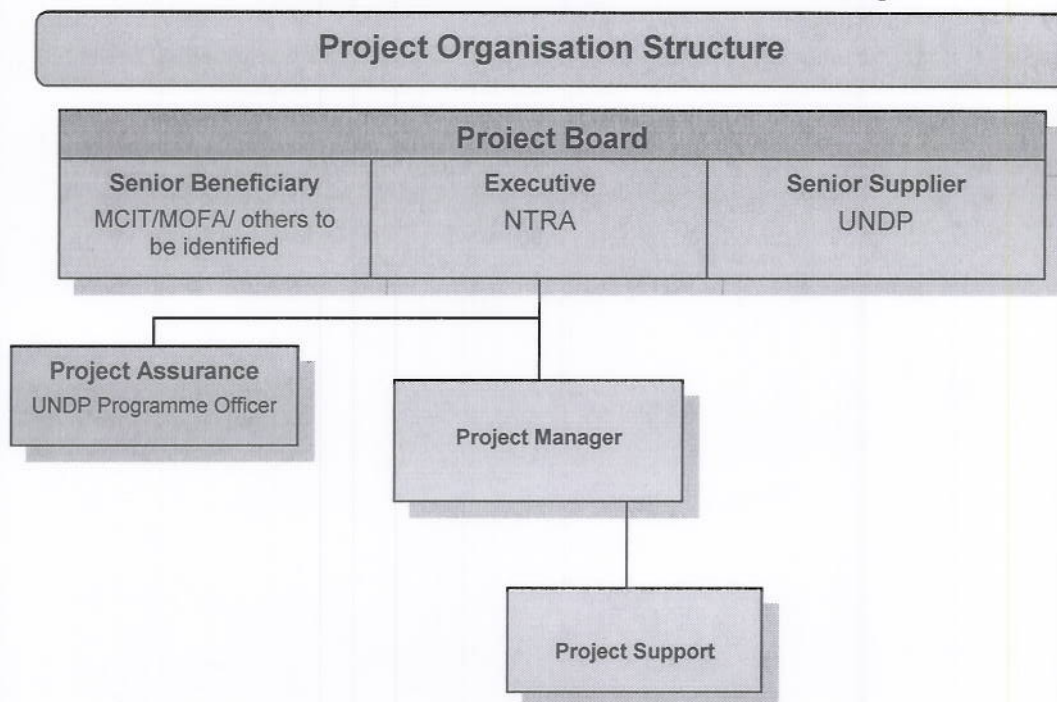 Project Organisation Structure
Project Board
Senior Beneficiary
MCIT/MOFA/ others to
be identified
Executive
NTRA
Senior Supplier
UNDP
Project Assurance
UNDP Programme Officer
Project Manager
Project Support